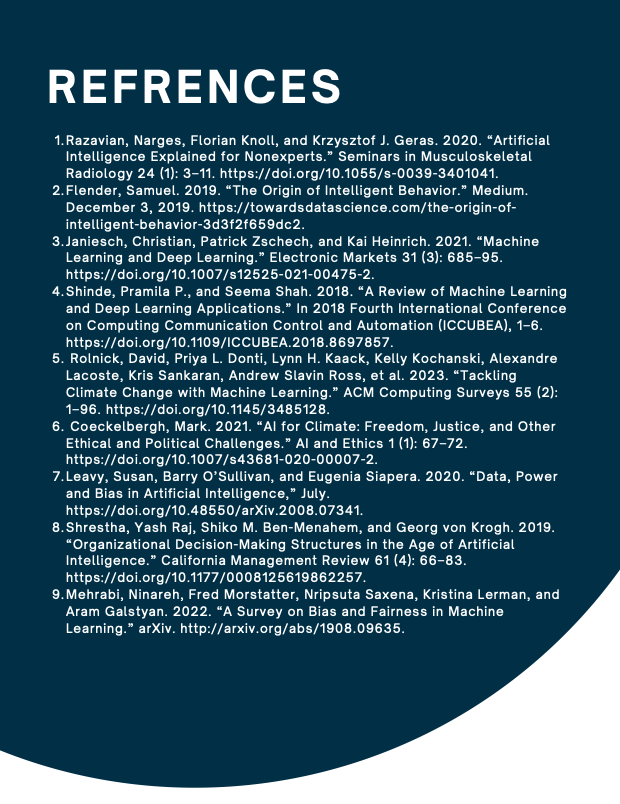 REFRENCES
1. Razavian, Narges, Florian Knoll, and Krzysztof J. Geras. 2020. “Artificial
Intelligence Explained for Nonexperts.” Seminars in Musculoskeletal
Radiology 24 (1): 3–11. https://doi.org/10.1055/s-0039-3401041.
2. Flender, Samuel. 2019. “The Origin of Intelligent Behavior.” Medium.
December 3, 2019. https://towardsdatascience.com/the-origin-of-
intelligent-behavior-3d3f2f659dc2.
3. Janiesch, Christian, Patrick Zschech, and Kai Heinrich. 2021. “Machine
Learning and Deep Learning.” Electronic Markets 31 (3): 685–95.
https://doi.org/10.1007/s12525-021-00475-2.
4. Shinde, Pramila P., and Seema Shah. 2018. “A Review of Machine Learning
and Deep Learning Applications.” In 2018 Fourth International Conference
on Computing Communication Control and Automation (ICCUBEA), 1–6.
https://doi.org/10.1109/ICCUBEA.2018.8697857.
5. Rolnick, David, Priya L. Donti, Lynn H. Kaack, Kelly Kochanski, Alexandre
Lacoste, Kris Sankaran, Andrew Slavin Ross, et al. 2023. “Tackling
Climate Change with Machine Learning.” ACM Computing Surveys 55 (2):
1–96. https://doi.org/10.1145/3485128.
6. Coeckelbergh, Mark. 2021. “AI for Climate: Freedom, Justice, and Other
Ethical and Political Challenges.” AI and Ethics 1 (1): 67–72.
https://doi.org/10.1007/s43681-020-00007-2.
7. Leavy, Susan, Barry O’Sullivan, and Eugenia Siapera. 2020. “Data, Power
and Bias in Artificial Intelligence,” July.
https://doi.org/10.48550/arXiv.2008.07341.
8. Shrestha, Yash Raj, Shiko M. Ben-Menahem, and Georg von Krogh. 2019.
“Organizational Decision-Making Structures in the Age of Artificial
Intelligence.” California Management Review 61 (4): 66–83.
https://doi.org/10.1177/0008125619862257.
9. Mehrabi, Ninareh, Fred Morstatter, Nripsuta Saxena, Kristina Lerman, and
Aram Galstyan. 2022. “A Survey on Bias and Fairness in Machine
Learning.” arXiv. http://arxiv.org/abs/1908.09635.